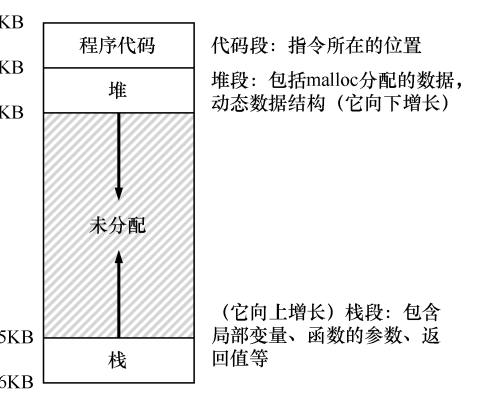 KB
程序代码
代码段：指令所在的位置
KB
堆
堆段：包括malloc分配的数据，
动态数据结构（它向下增长）
KB
未分配
（它向上增长）栈段：包含
局部变量、函数的参数、返
回值等
5KB
栈
6KB